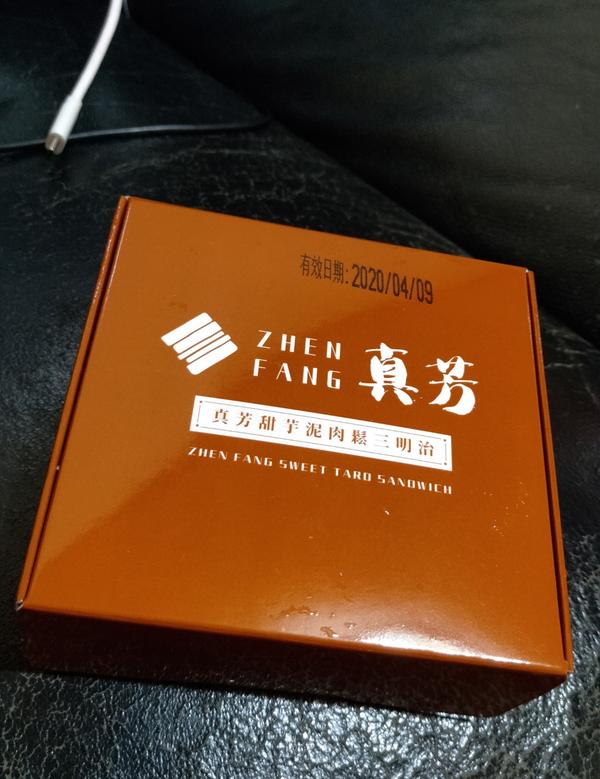 有效日期:2020/04/09
ZHEN
FANG
真芳
真芳甜芋泥肉鬆三明治
ZHEN FANG SWEET TARO SANDWICH